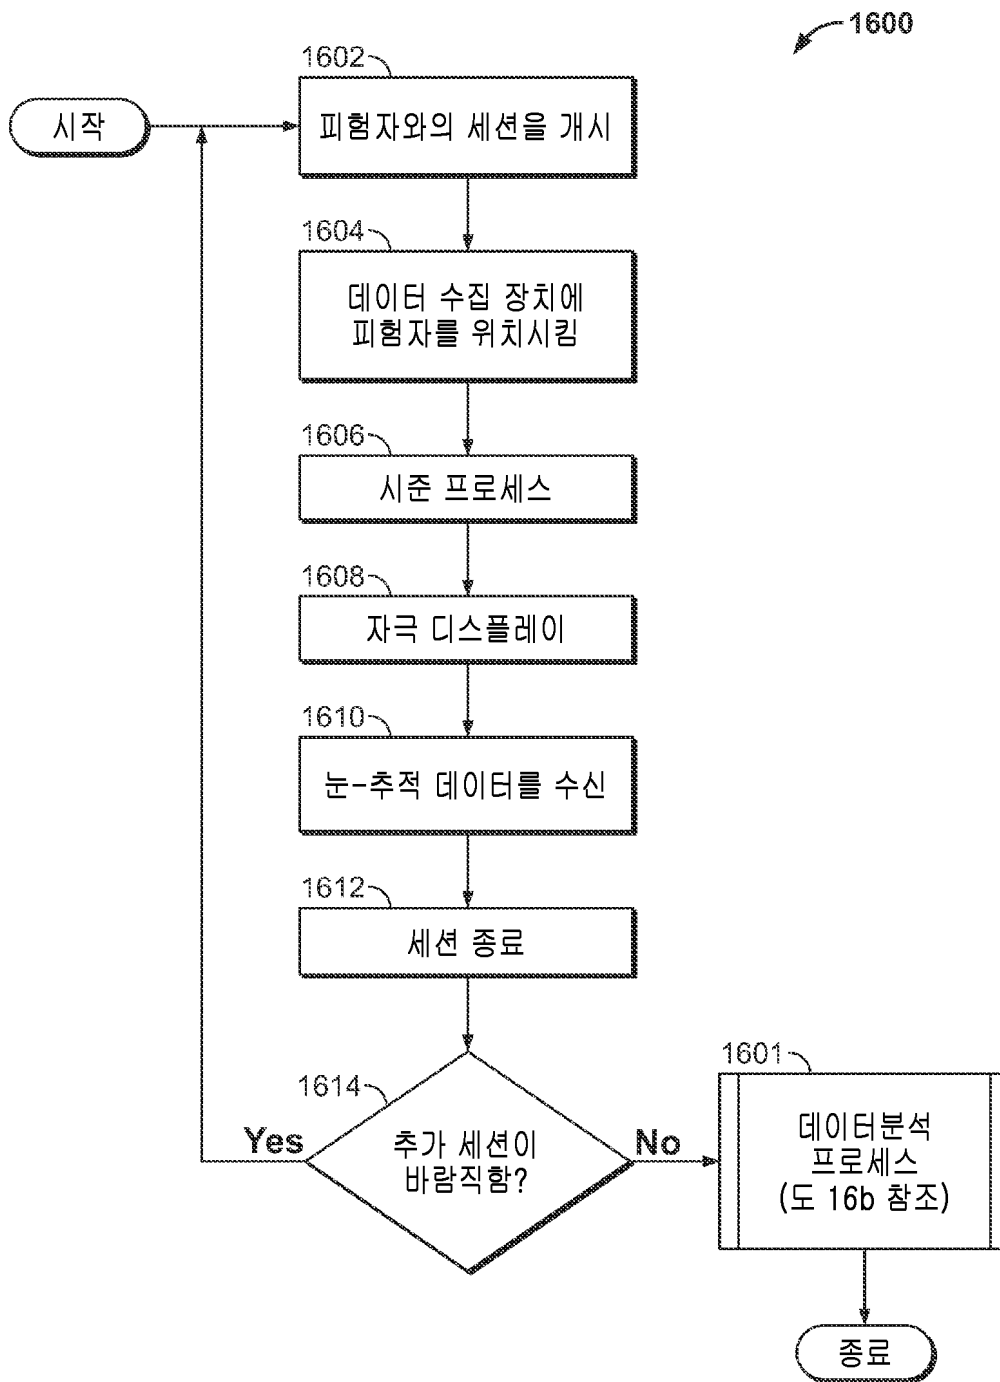 1600
시작
1602
피험자와의 세션을 개시
1604
데이터 수집 장치에
피험자를 위치시킴
1606
시준 프로세스
1608
자극 디스플레이
1610
눈-추적 데이터를 수신
1612
세션 종료
1614
추가 세션이
바람직함?
Yes
No
1601
데이터분석
프로세스
(도 16b 참조)
종료